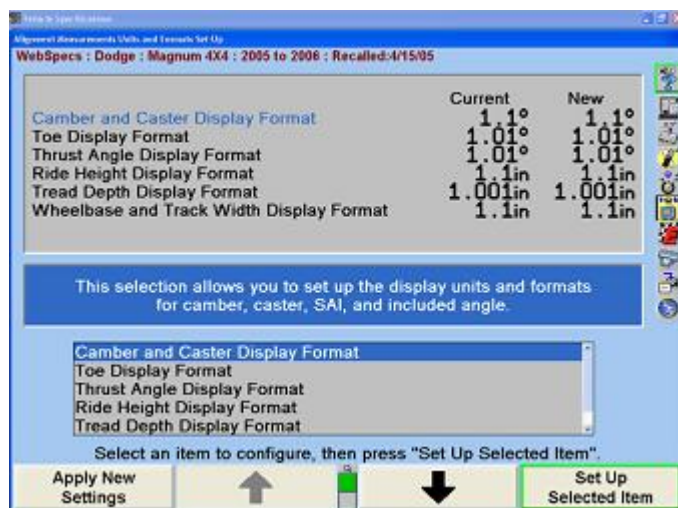 Alignment Measurements Units and Formats Set Up
WebSpecs : Dodge : Magnum 4X4 : 2005 to 2006 : Recalled:4/15/05
Current New
Camber and Caster Display Format 1.1° 1.1°
Toe Display Format 1.01° 1.01°
Thrust Angle Display Format 1.01° 1.01°
Ride Height Display Format 1.1in 1.1in
Tread Depth Display Format 1.001in 1.001in
Wheelbase and Track Width Display Format 1.1in 1.1in
This selection allows you to set up the display units and formats
for camber, caster, SAI, and included angle.
Camber and Caster Display Format
Toe Display Format
Thrust Angle Display Format
Ride Height Display Format
Tread Depth Display Format
Select an item to configure, then press "Set Up Selected Item".
Apply New
Settings
Set Up
Selected Item